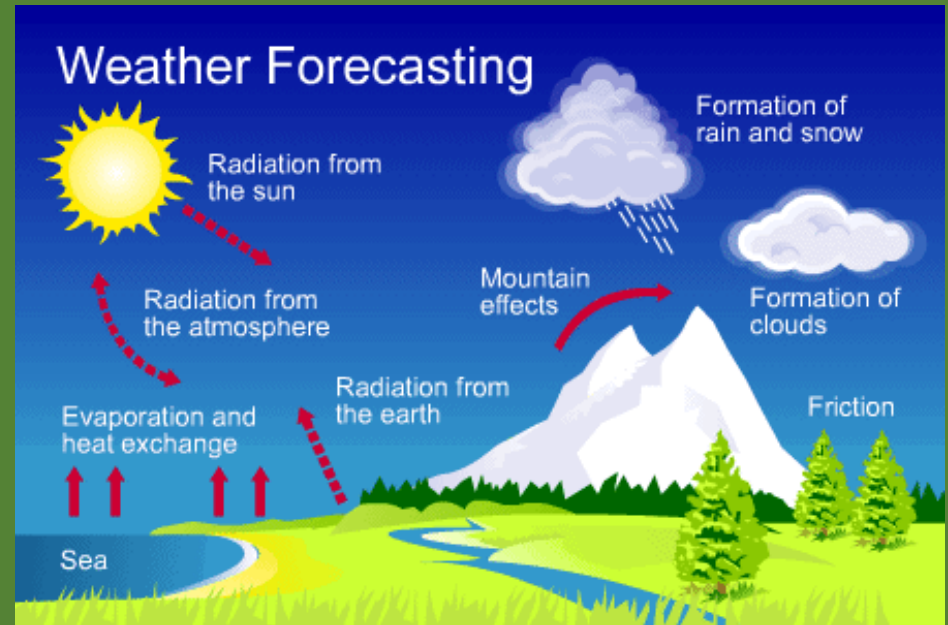 Weather Forecasting
Formation of
rain and snow
Radiation from
the sun
Mountain
effects
Formation of
clouds
Radiation from
the atmosphere
Radiation from
the earth
Friction
Evaporation and
heat exchange
Sea